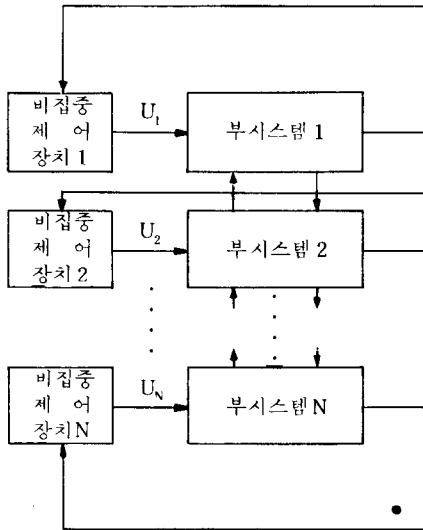 비집중
제 어
장치 1
U₁
부시스템 1
비집중
제 어
장치 2
U₂
부시스템 2
비집중
제 어
장치 N
U_N
부시스템 N